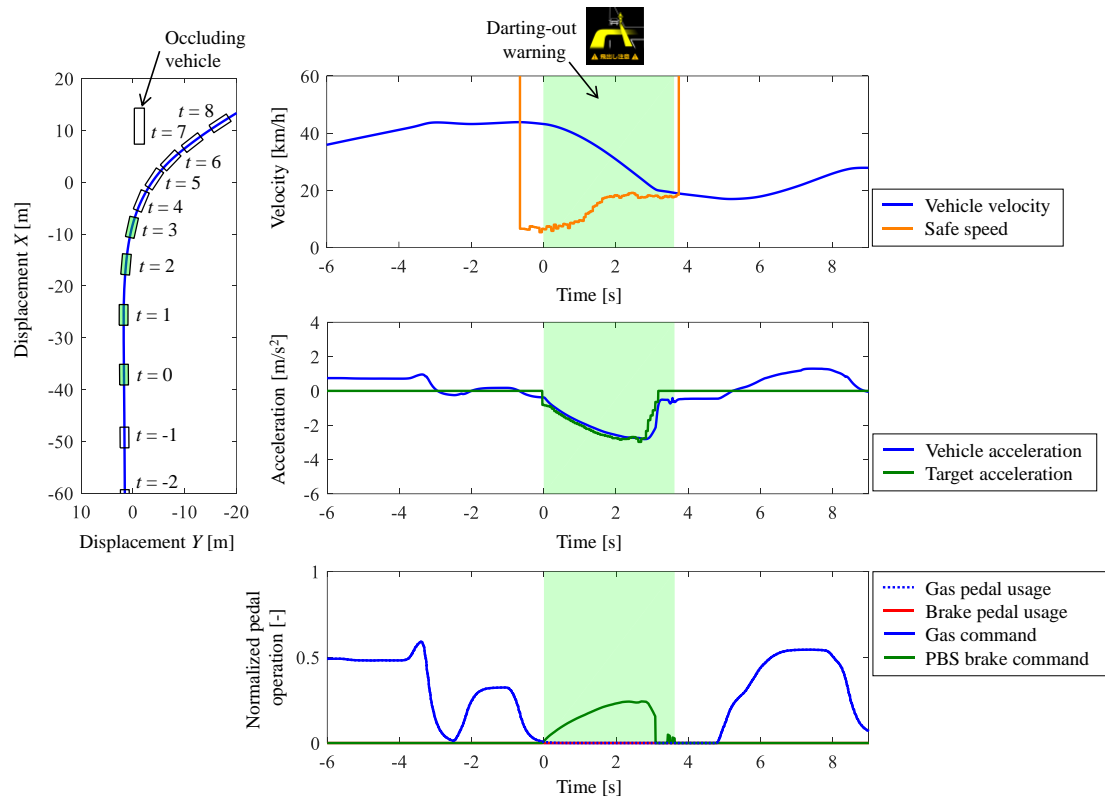 Occluding
vehicle
Darting-out
warning
飛出し注意
20
10
0
-10
-20
-30
-40
-50
-60
Displacement X [m]
t = 8
t = 7
t = 6
t = 5
t = 4
t = 3
t = 2
t = 1
t = 0
t = -1
t = -2
10 0 -10 -20
Displacement Y [m]
60
40
20
0
Velocity [km/h]
-6 -4 -2 0 2 4 6 8
Time [s]
Vehicle velocity
Safe speed
4
2
0
-2
-4
-6
Acceleration [m/s²]
-6 -4 -2 0 2 4 6 8
Time [s]
Vehicle acceleration
Target acceleration
1
0.5
0
Normalized pedal
operation [-]
-6 -4 -2 0 2 4 6 8
Time [s]
Gas pedal usage
Brake pedal usage
Gas command
PBS brake command